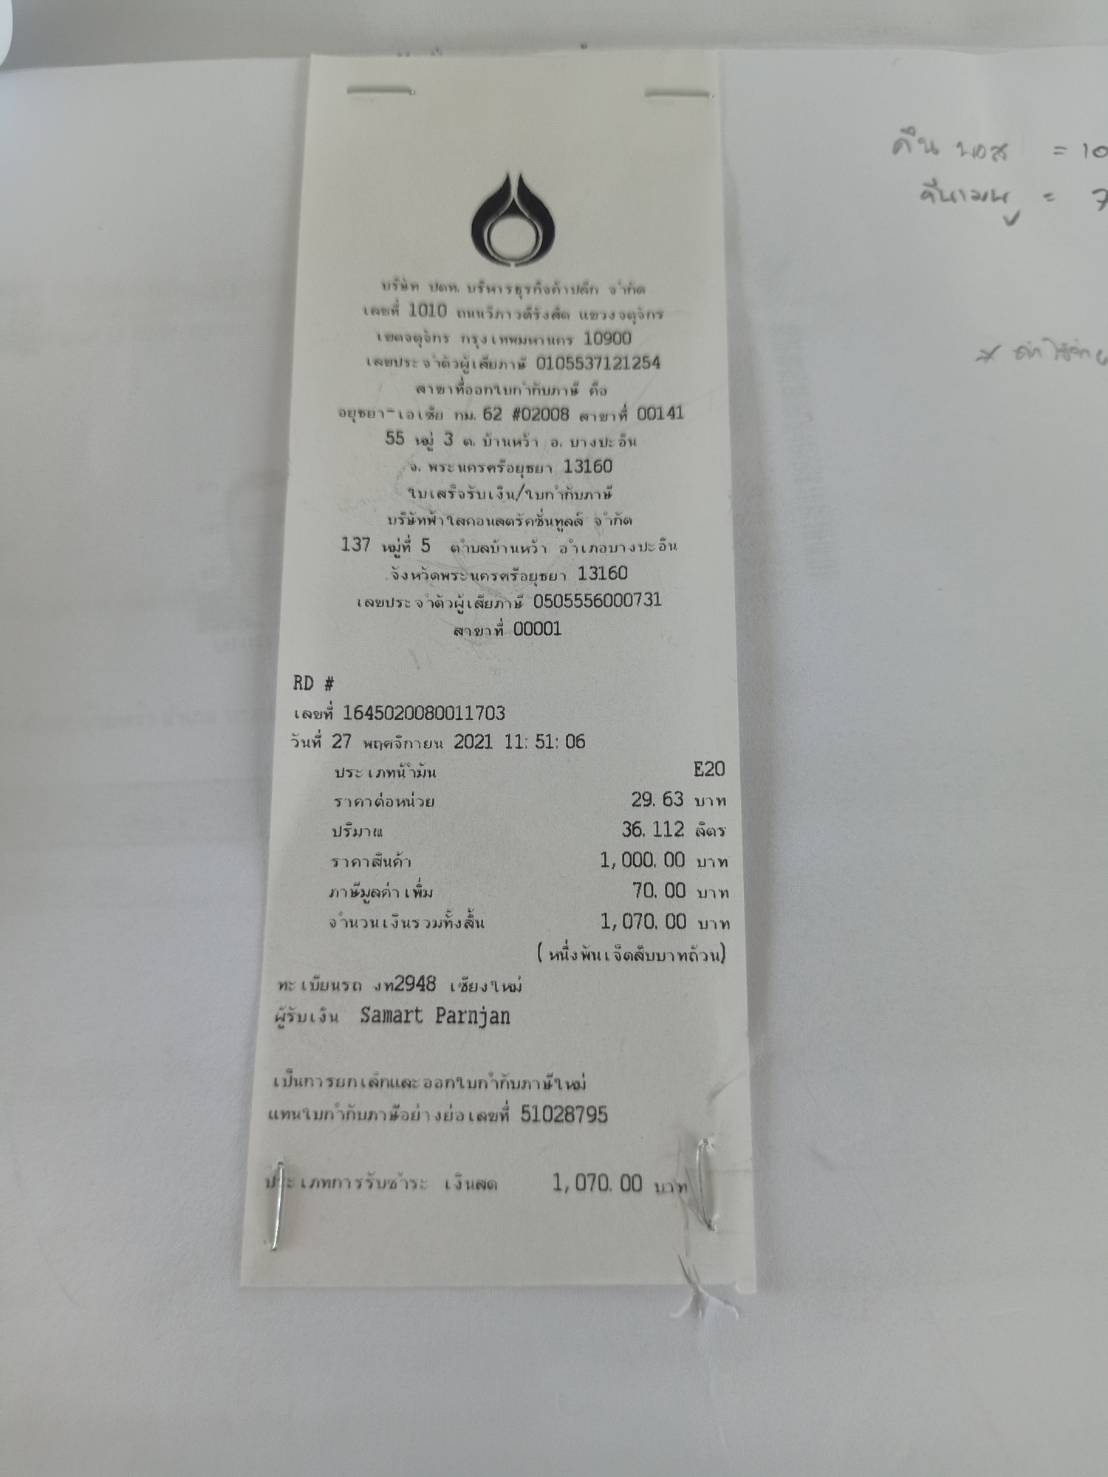 บริษัท ปตท. บริหารธุรกิจค้าปลีก จำกัด
เลขที่ 1010 ถนนวิภาวดีรังสิต แขวงจตุจักร
เขตจตุจักร กรุงเทพมหานคร 10900
เลขประจำตัวผู้เสียภาษี 0105537121254
สาขาที่ออกใบกำกับภาษี คือ
อยุธยา-เอเซีย กม. 62 #02008 สาขาที่ 00141
55 หมู่ 3 ต. บ้านหว้า อ. บางปะอิน
จ. พระนครศรีอยุธยา 13160
ใบเสร็จรับเงิน/ใบกำกับภาษี
บริษัทฟ้าใสคอนสตรัคชั่นทูลส์ จำกัด
137 หมู่ที่ 5 ตำบลบ้านหว้า อำเภอบางปะอิน
จังหวัดพระนครศรีอยุธยา 13160
เลขประจำตัวผู้เสียภาษี 0505556000731
สาขาที่ 00001
RD #
เลขที่ 1645020080011703
วันที่ 27 พฤศจิกายน 2021 11:51:06
ประเภทน้ำมัน E20
ราคาต่อหน่วย 29.63 บาท
ปริมาณ 36.112 ลิตร
ราคาสินค้า 1,000.00 บาท
ภาษีมูลค่าเพิ่ม 70.00 บาท
จำนวนเงินรวมทั้งสิ้น 1,070.00 บาท
(หนึ่งพันเจ็ดสิบบาทถ้วน)
ทะเบียนรถ งท2948 เชียงใหม่
ผู้รับเงิน Samart Parnjan
เป็นการยกเลิกและออกใบกำกับภาษีใหม่
แทนใบกำกับภาษีอย่างย่อเลขที่ 51028795
ประเภทการรับชำระ เงินสด 1,070.00 บาท
คืน บอส = 10
คืนเมนู = 7